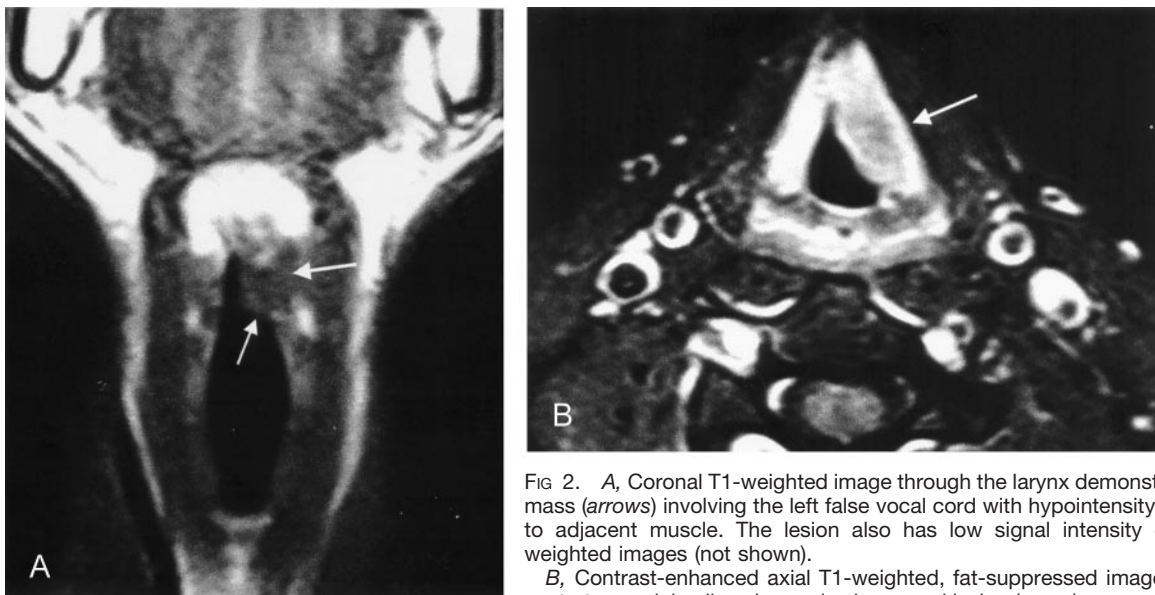 A
B
FIG 2. A, Coronal T1-weighted image through the larynx demonst
mass (arrows) involving the left false vocal cord with hypointensity
to adjacent muscle. The lesion also has low signal intensity
weighted images (not shown).
B, Contrast-enhanced axial T1-weighted, fat-suppressed image